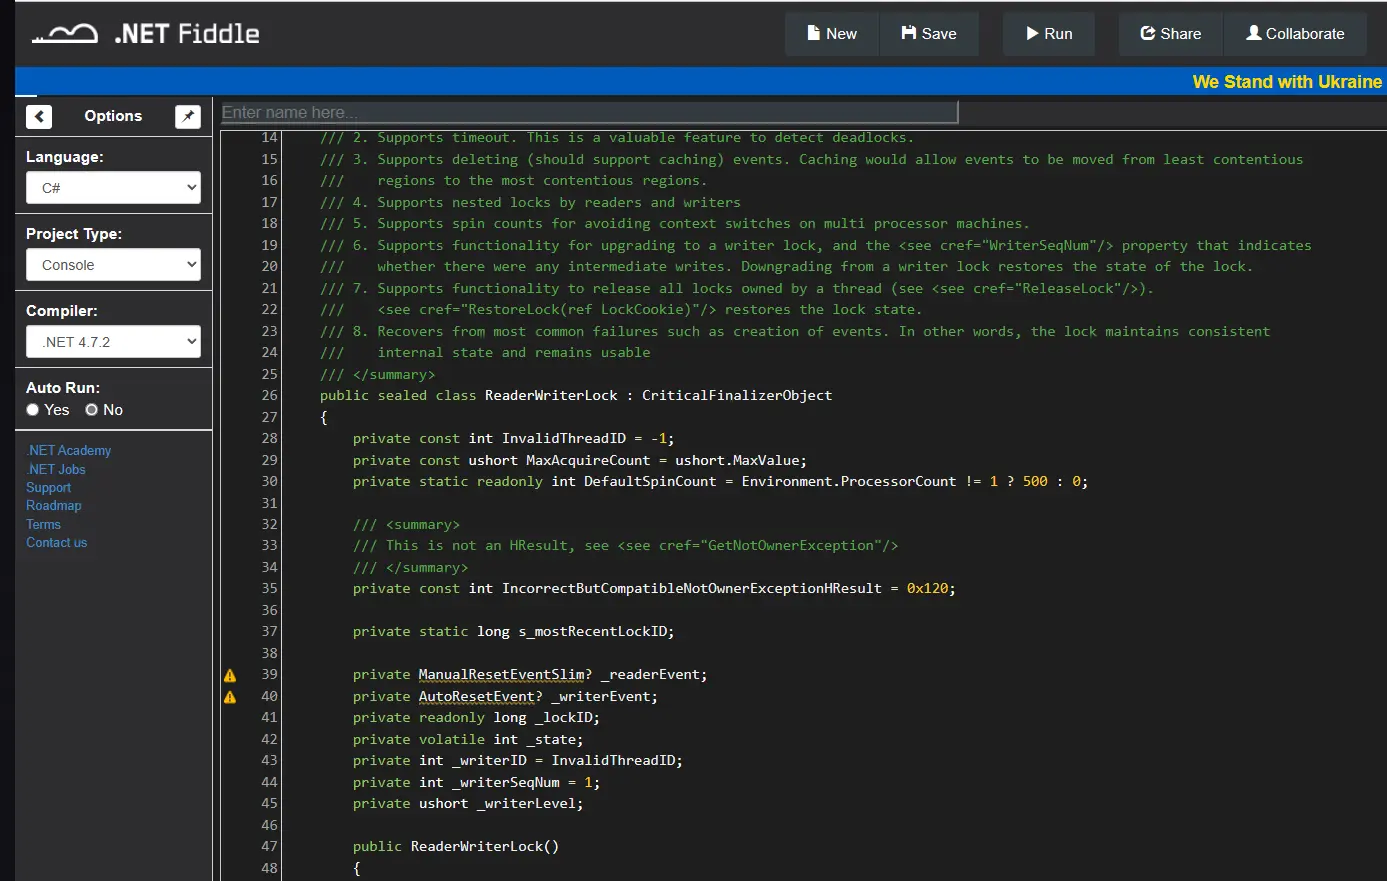 .NET Fiddle
New
Save
Run
Share
Collaborate
We Stand with Ukraine
Options
Enter name here...
Language:
C#
Project Type:
Console
Compiler:
.NET 4.7.2
Auto Run:
Yes No
.NET Academy
.NET Jobs
Support
Roadmap
Terms
Contact us
14 /// 2. Supports timeout. This is a valuable feature to detect deadlocks.
15 /// 3. Supports deleting (should support caching) events. Caching would allow events to be moved from least contentious
16 /// regions to the most contentious regions.
17 /// 4. Supports nested locks by readers and writers
18 /// 5. Supports spin counts for avoiding context switches on multi processor machines.
19 /// 6. Supports functionality for upgrading to a writer lock, and the <see cref="WriterSeqNum"/> property that indicates
20 /// whether there were any intermediate writes. Downgrading from a writer lock restores the state of the lock.
21 /// 7. Supports functionality to release all locks owned by a thread (see <see cref="ReleaseLock"/>).
22 /// <see cref="RestoreLock(ref LockCookie)"/> restores the lock state.
23 /// 8. Recovers from most common failures such as creation of events. In other words, the lock maintains consistent
24 /// internal state and remains usable
25 /// </summary>
26 public sealed class ReaderWriterLock : CriticalFinalizerObject
27 {
28 private const int InvalidThreadID = -1;
29 private const ushort MaxAcquireCount = ushort.MaxValue;
30 private static readonly int DefaultSpinCount = Environment.ProcessorCount != 1 ? 500 : 0;
31
32 /// <summary>
33 /// This is not an HResult, see <see cref="GetNotOwnerException"/>
34 /// </summary>
35 private const int IncorrectButCompatibleNotOwnerExceptionHResult = 0x120;
36
37 private static long s_mostRecentLockID;
38
39 private ManualResetEventSlim? _readerEvent;
40 private AutoResetEvent? _writerEvent;
41 private readonly long _lockID;
42 private volatile int _state;
43 private int _writerID = InvalidThreadID;
44 private int _writerSeqNum = 1;
45 private ushort _writerLevel;
46
47 public ReaderWriterLock()
48 {